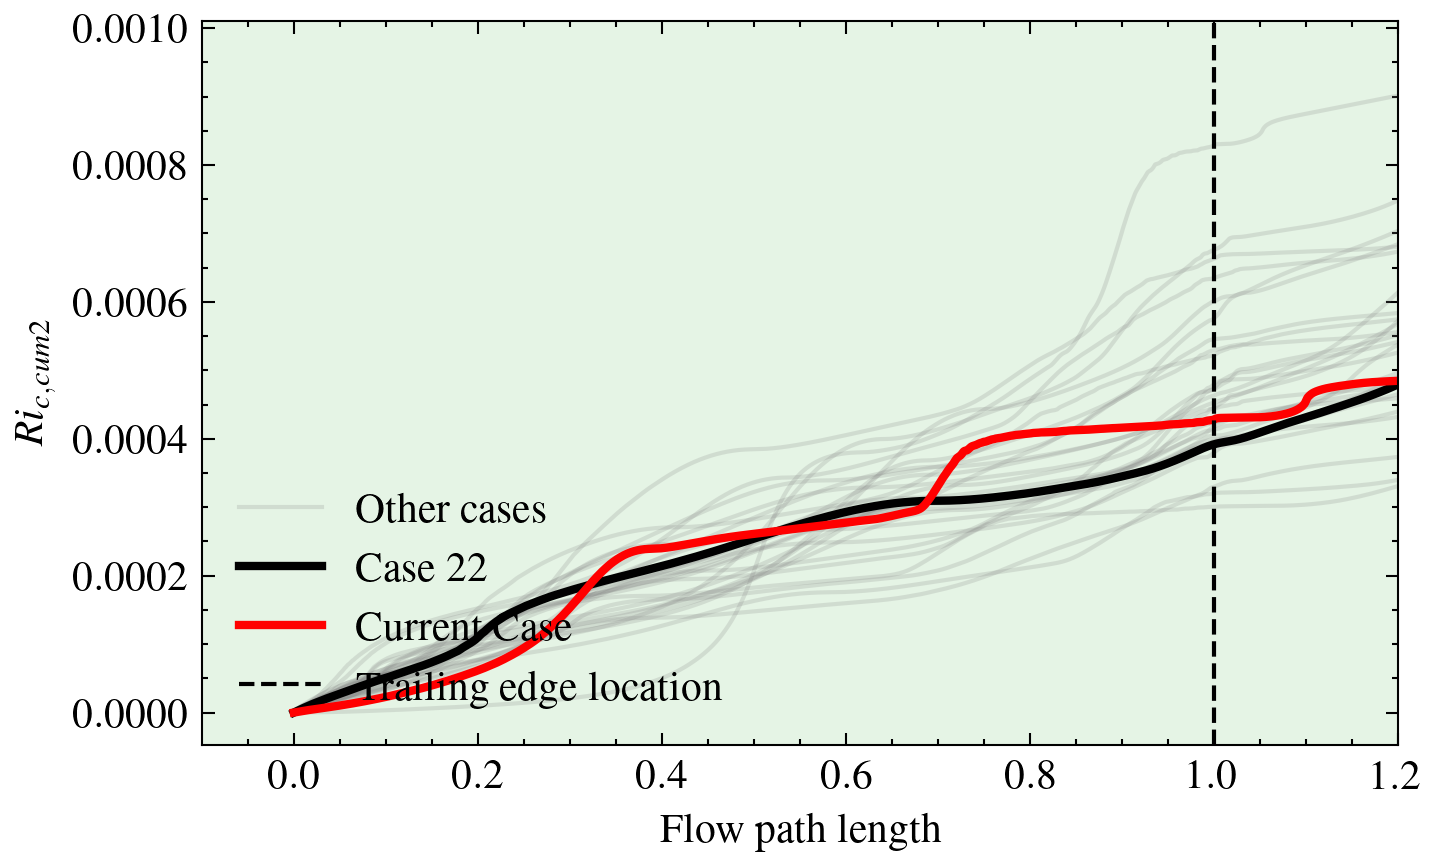 0.0010
0.0008
0.0006
0.0004
0.0002
0.0000
Ri_{c,cum2}
Other cases
Case 22
Current Case
Trailing edge location
0.0 0.2 0.4 0.6 0.8 1.0 1.2
Flow path length